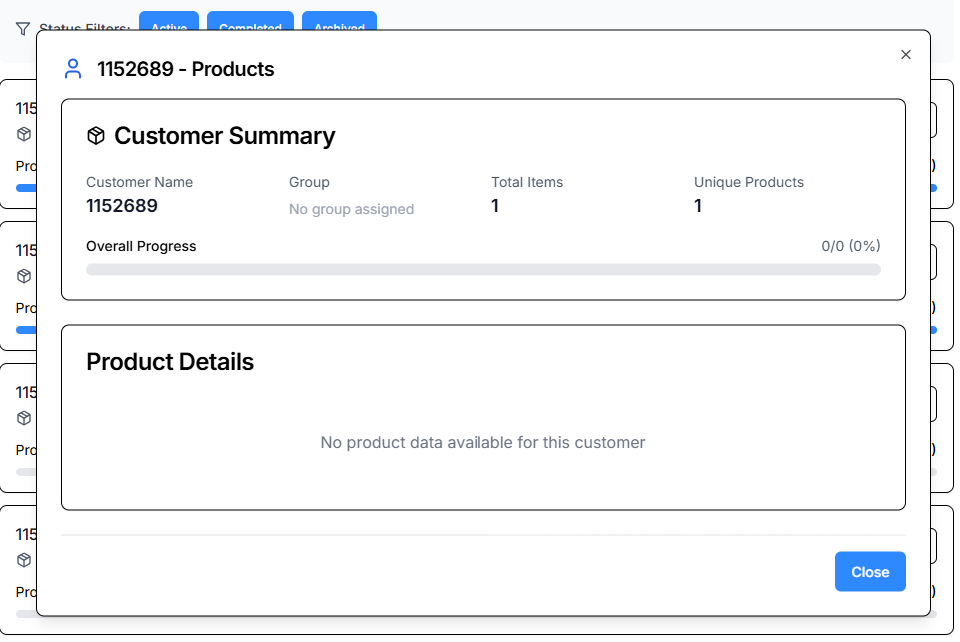 Status Filters: Active Completed Archived
1152689 - Products
Customer Summary
Customer Name Group Total Items Unique Products
1152689 No group assigned 1 1
Overall Progress 0/0 (0%)
Product Details
No product data available for this customer
Close
115
Pro )
115
Pro )
115
Pro )
115
Pro )